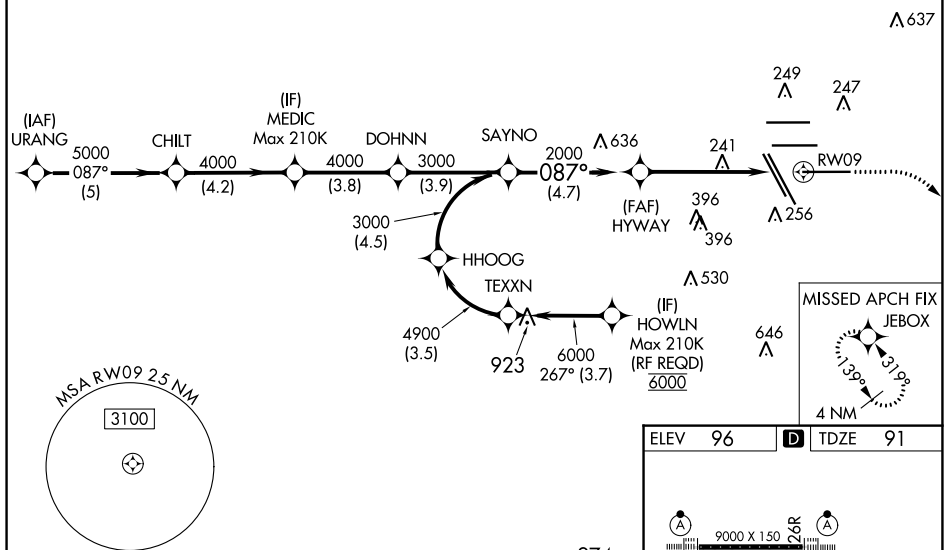 637
249
247
(IAF)
URANG
CHILT
(IF)
MEDIC
Max 210K
DOHNN
SAYNO
636
241
RW09
5000
087°
(5)
4000
(4.2)
4000
(3.8)
3000
(3.9)
2000
087°
(4.7)
(FAF)
HYWAY
396
396
256
3000
(4.5)
HHOOG
TEXXN
530
4900
(3.5)
923
6000
267° (3.7)
(IF)
HOWLN
Max 210K
(RF REQD)
6000
646
MISSED APCH FIX
JEBOX
139°
319°
4 NM
MSA RW09 25 NM
3100
ELEV 96 D TDZE 91
A
9000 X 150
26R
A